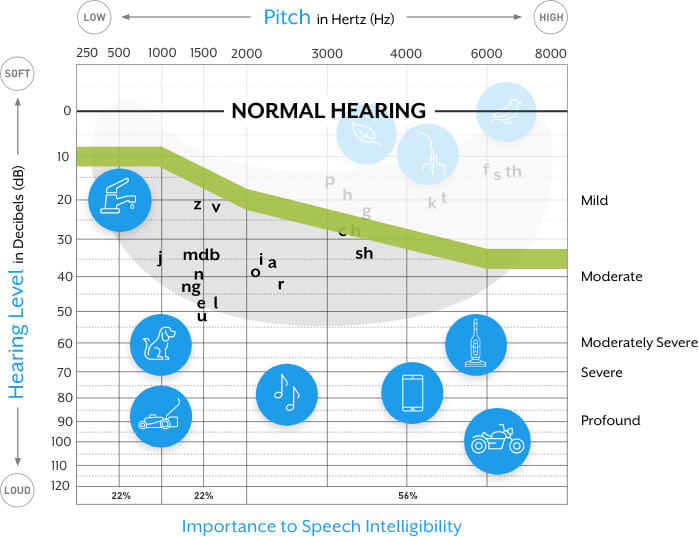 LOW Pitch in Hertz (Hz) HIGH
250 500 1000 1500 2000 3000 4000 6000 8000
SOFT
0 NORMAL HEARING
10
f s th
p
h
k t
g
20 z v Mild
30 ch
j mdb i a sh
n o
40 Moderate
ng r
e l
50 u
60 Moderately Severe
70 Severe
80
90 Profound
100
110
120
LOUD
22% 22% 56%
Hearing Level in Decibels (dB)
Importance to Speech Intelligibility